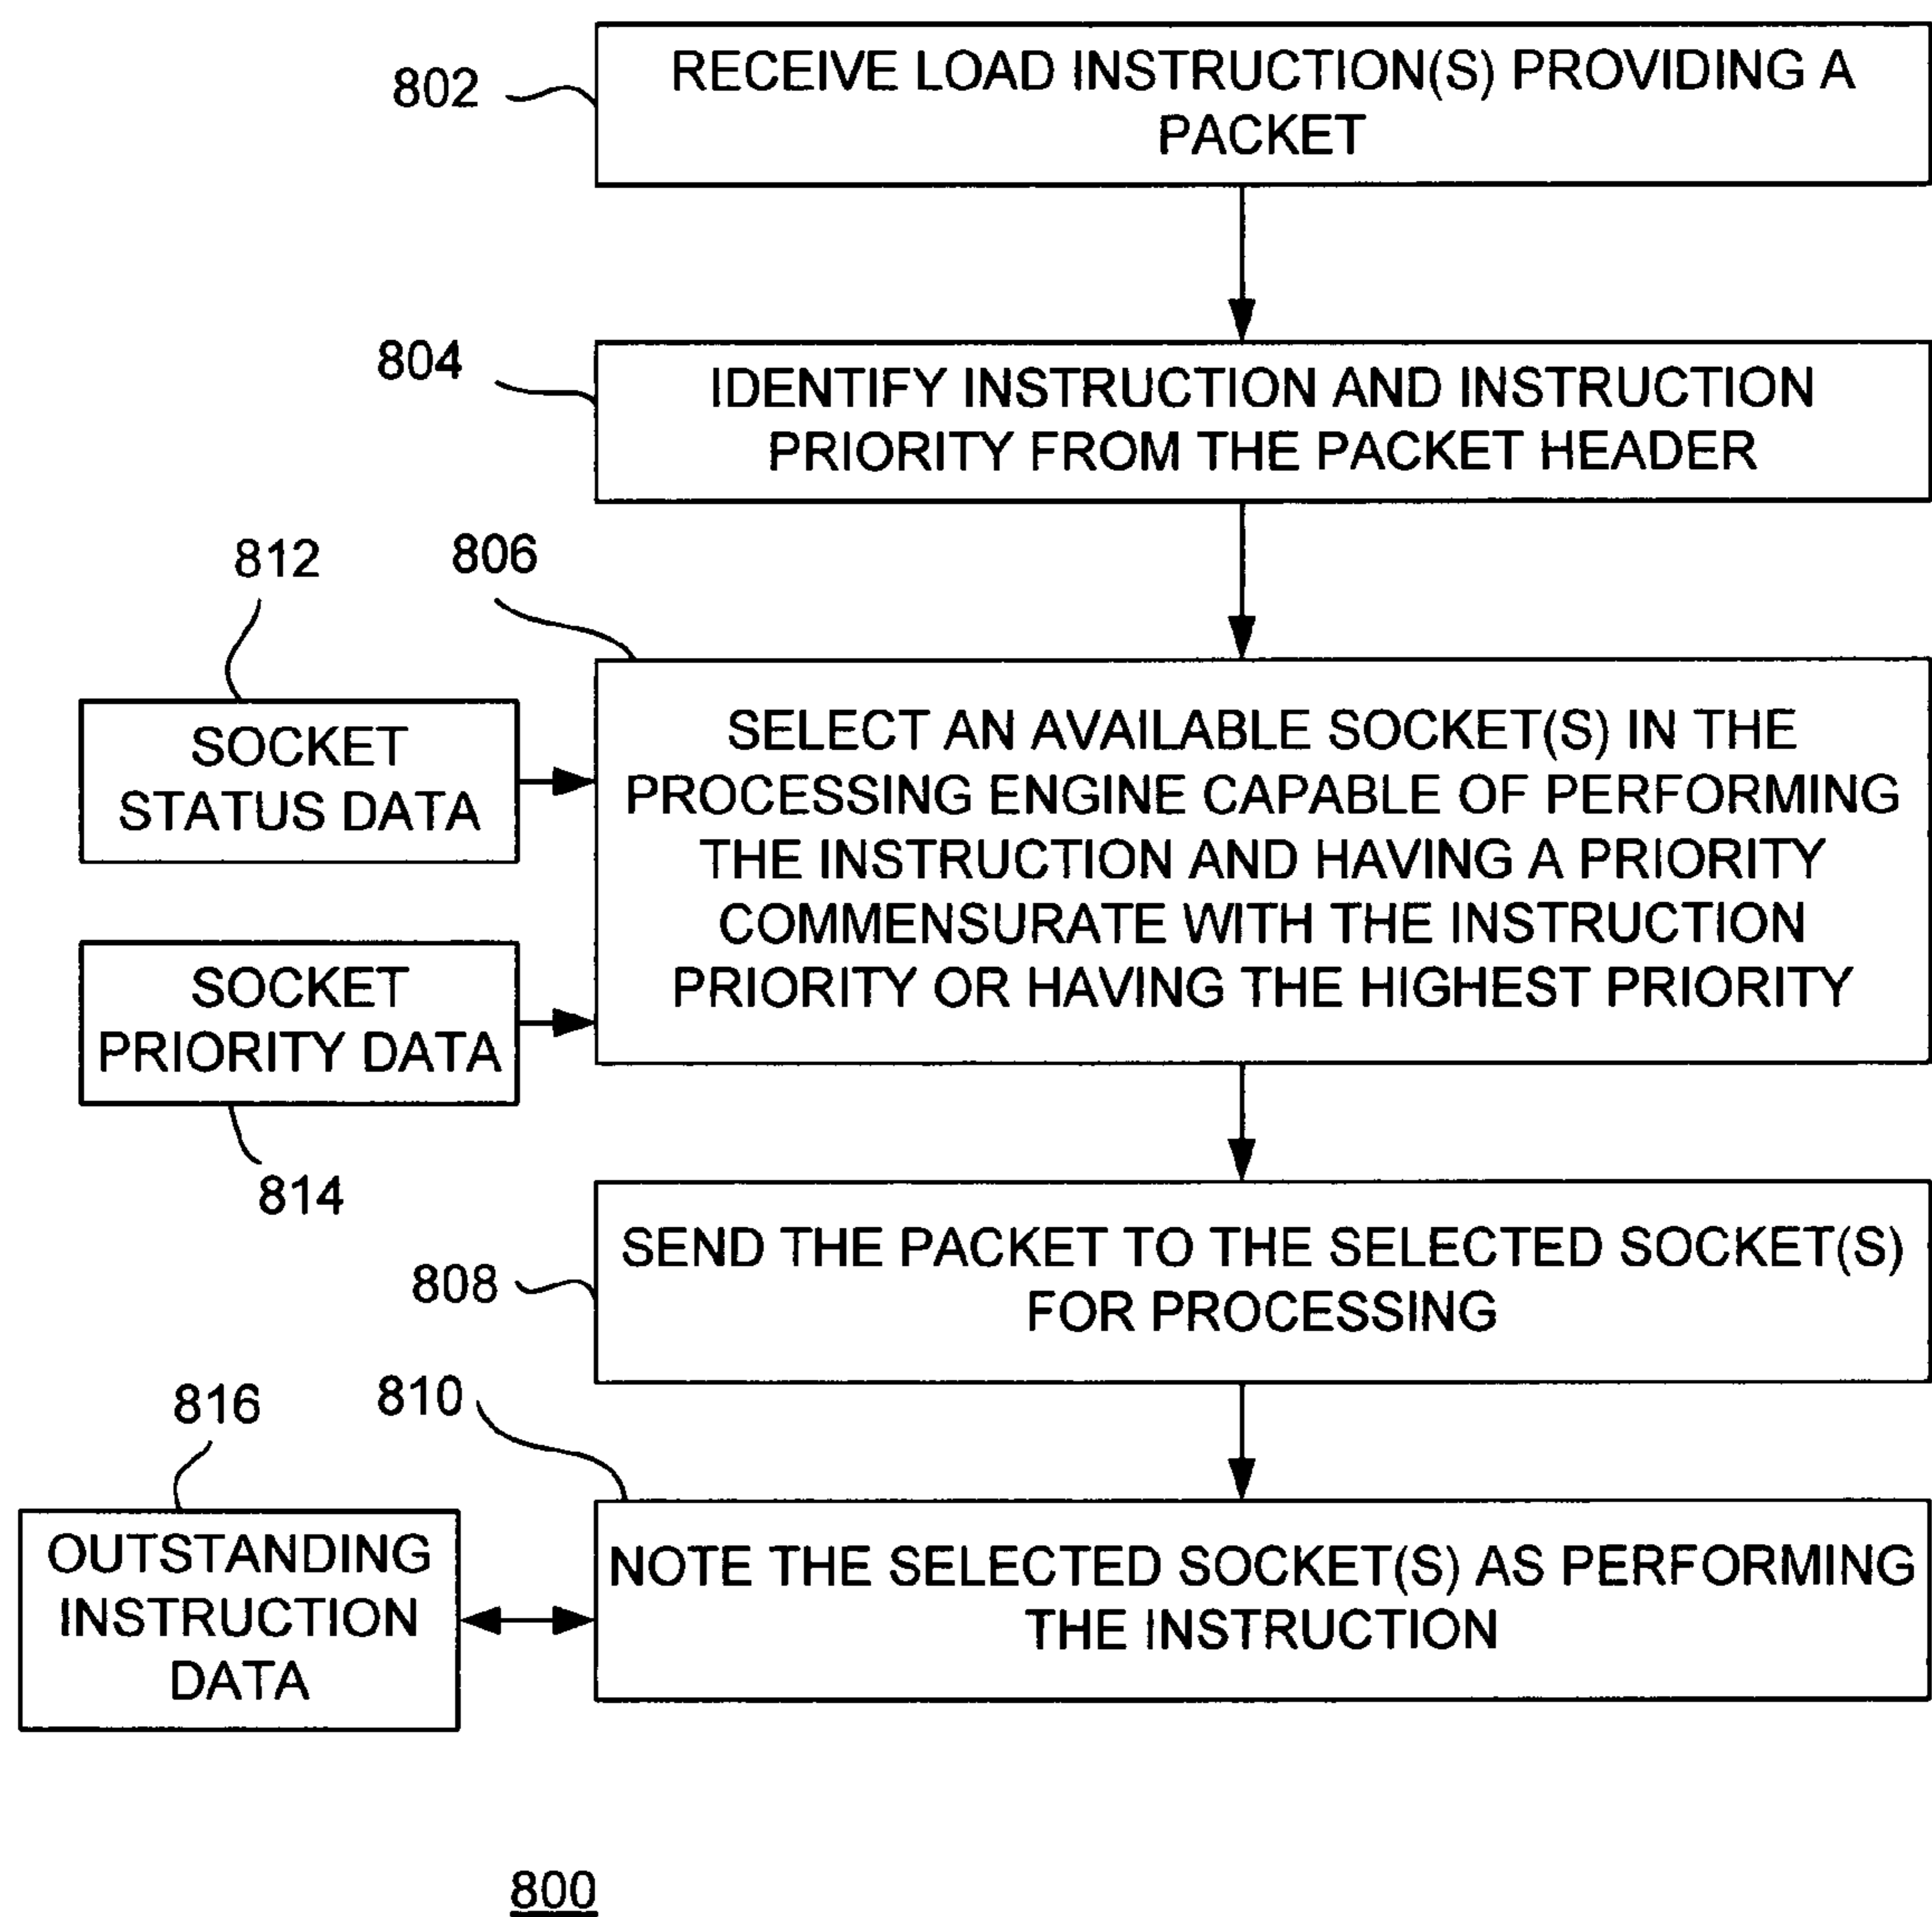 802
RECEIVE LOAD INSTRUCTION(S) PROVIDING A
PACKET
804
IDENTIFY INSTRUCTION AND INSTRUCTION
PRIORITY FROM THE PACKET HEADER
812
806
SOCKET
STATUS DATA
SELECT AN AVAILABLE SOCKET(S) IN THE
PROCESSING ENGINE CAPABLE OF PERFORMING
THE INSTRUCTION AND HAVING A PRIORITY
COMMENSURATE WITH THE INSTRUCTION
PRIORITY OR HAVING THE HIGHEST PRIORITY
SOCKET
PRIORITY DATA
814
808
SEND THE PACKET TO THE SELECTED SOCKET(S)
FOR PROCESSING
816
810
OUTSTANDING
INSTRUCTION
DATA
NOTE THE SELECTED SOCKET(S) AS PERFORMING
THE INSTRUCTION
800